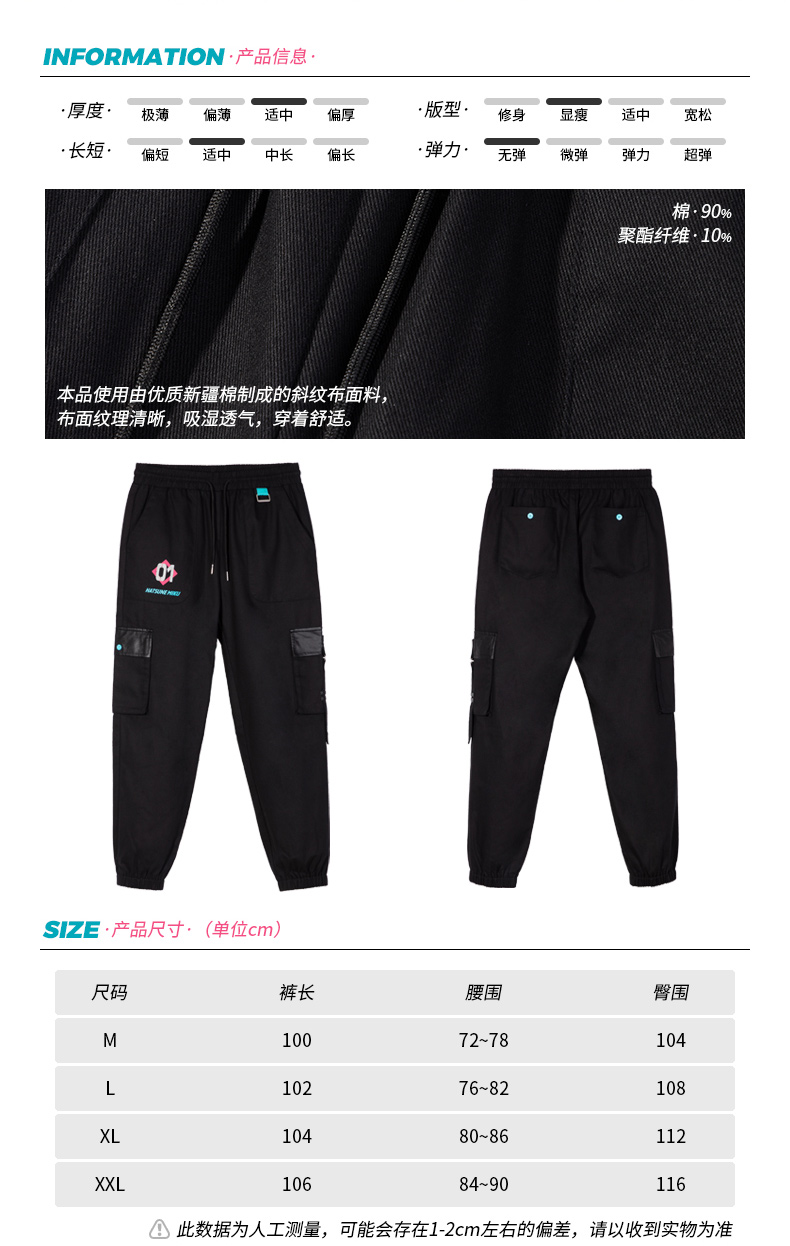 INFORMATION ·产品信息·
·厚度· 极薄 偏薄 适中 偏厚
·版型· 修身 显瘦 适中 宽松
·长短· 偏短 适中 中长 偏长
·弹力· 无弹 微弹 弹力 超弹
棉·90%
聚酯纤维·10%
本品使用由优质新疆棉制成的斜纹布面料，
布面纹理清晰，吸湿透气，穿着舒适。
01
HATSUNE MIKU
SIZE ·产品尺寸·（单位cm）
尺码 裤长 腰围 臀围
M 100 72~78 104
L 102 76~82 108
XL 104 80~86 112
XXL 106 84~90 116
此数据为人工测量，可能会存在1-2cm左右的偏差，请以收到实物为准